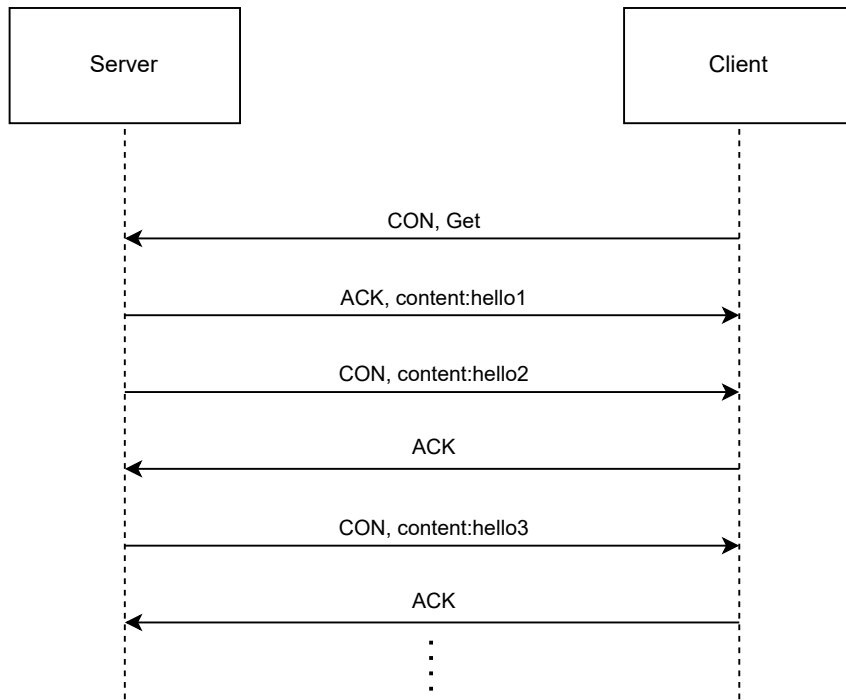 Server
Client
CON, Get
ACK, content:hello1
CON, content:hello2
ACK
CON, content:hello3
ACK